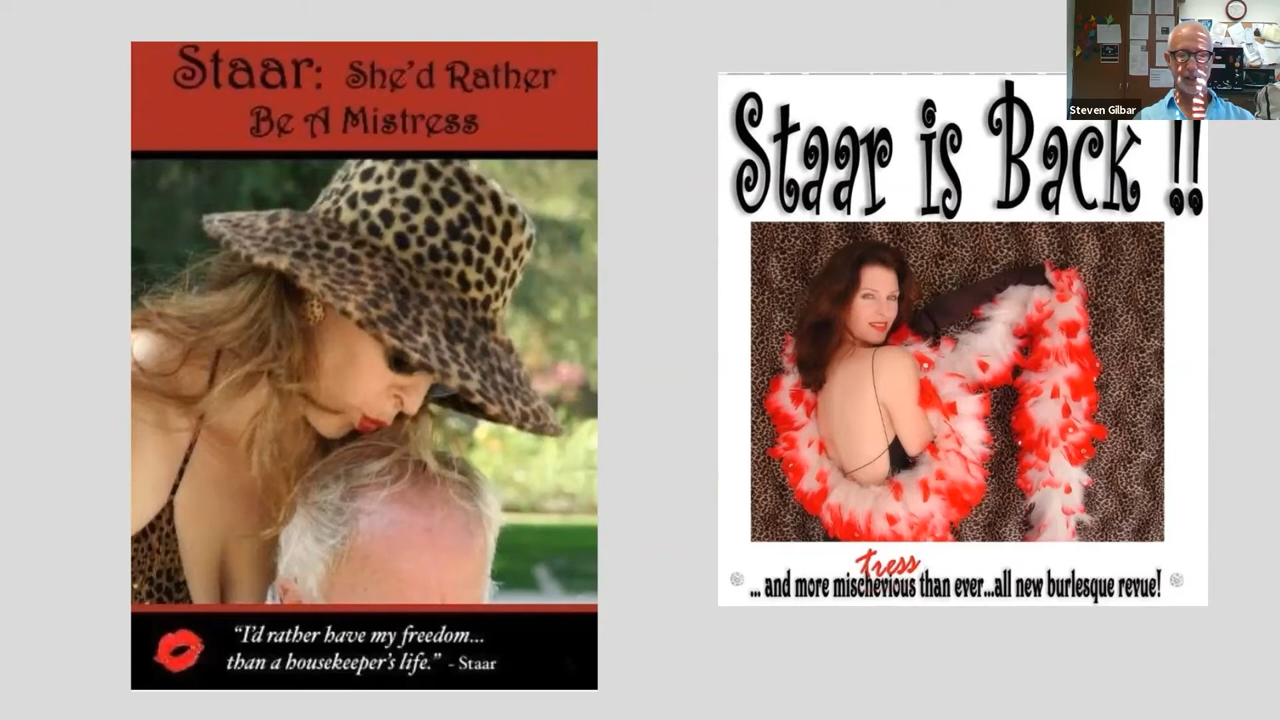 Staar: She'd Rather
Be A Mistress
"I'd rather have my freedom...
than a housekeeper's life." - Staar
Staar is Back !!
tress
... and more mischevious than ever...all new burlesque revue!
Steven Gilbar